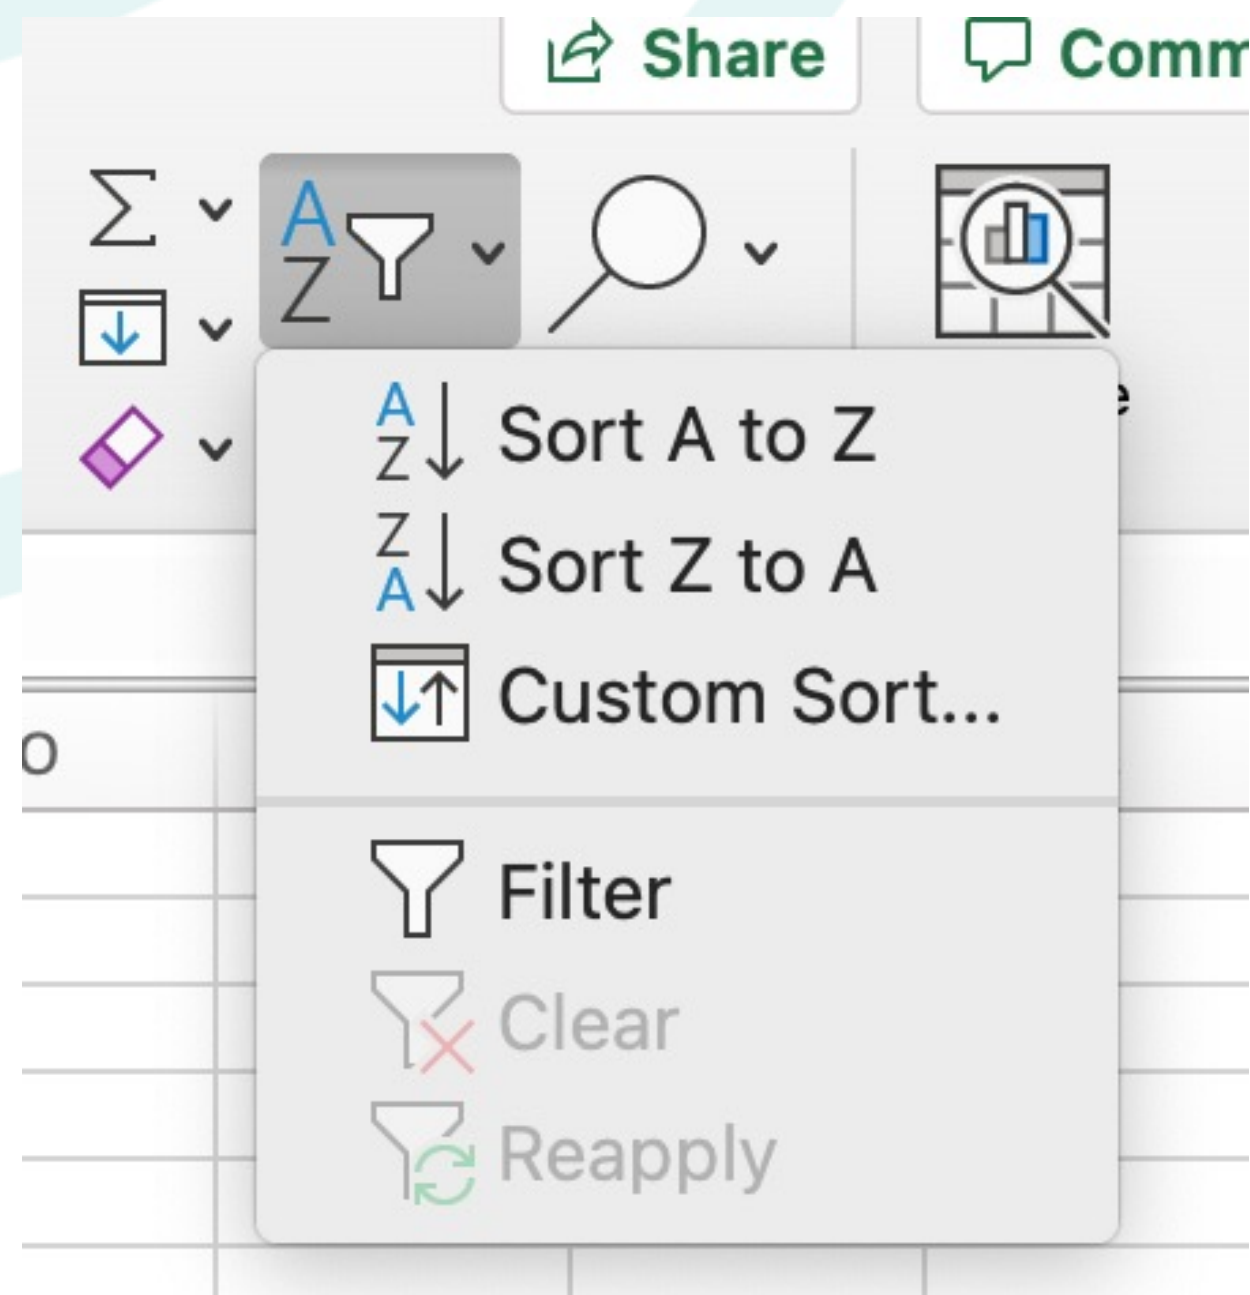 Share
Comm
Sort A to Z
Sort Z to A
Custom Sort...
O
Filter
Clear
Reapply